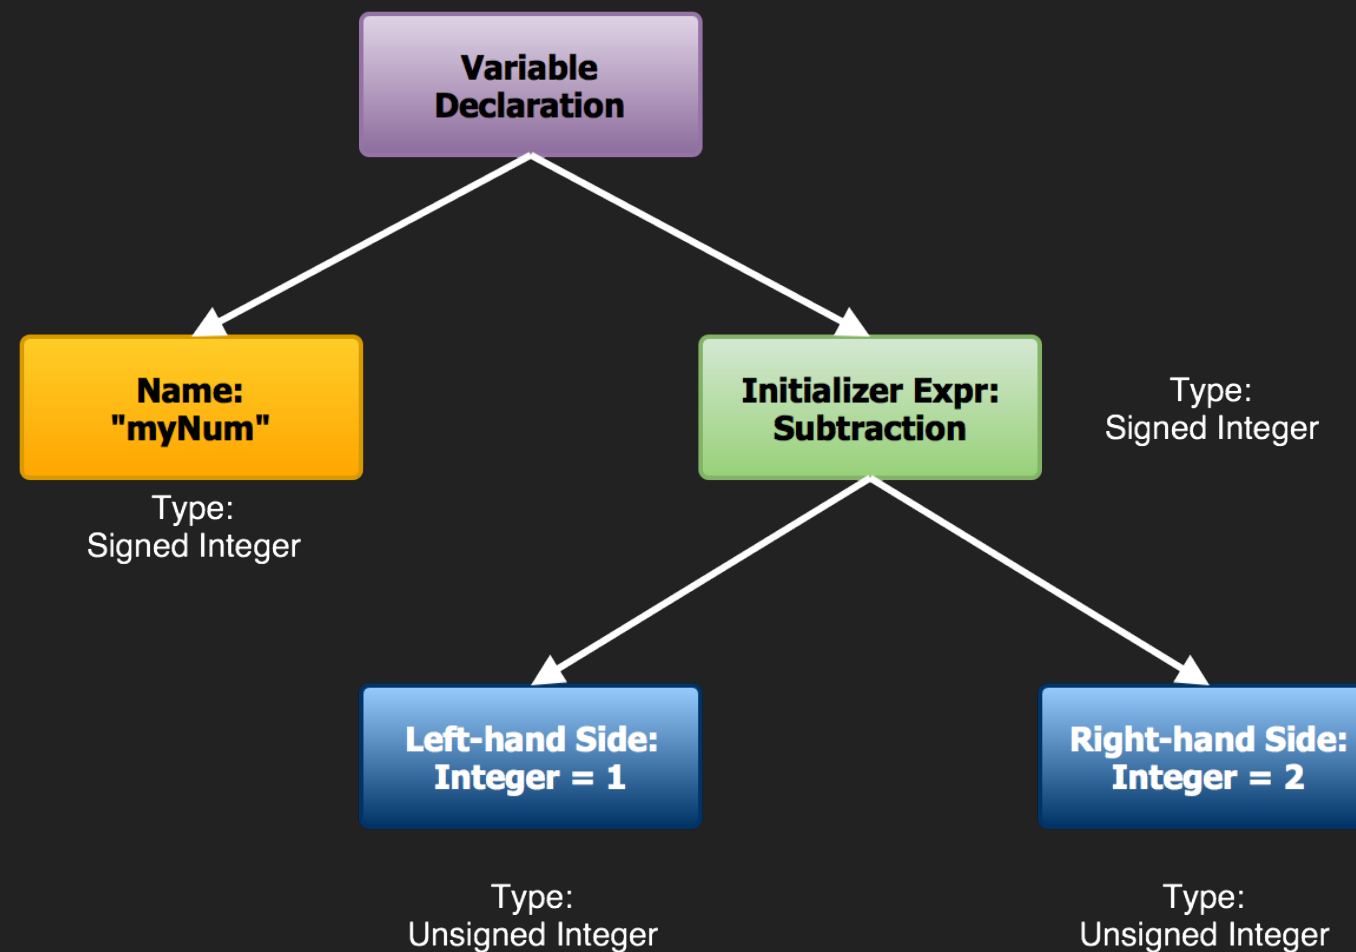 Variable
Declaration
Name:
"myNum"
Type:
Signed Integer
Initializer Expr:
Subtraction
Type:
Signed Integer
Left-hand Side:
Integer = 1
Type:
Unsigned Integer
Right-hand Side:
Integer = 2
Type:
Unsigned Integer